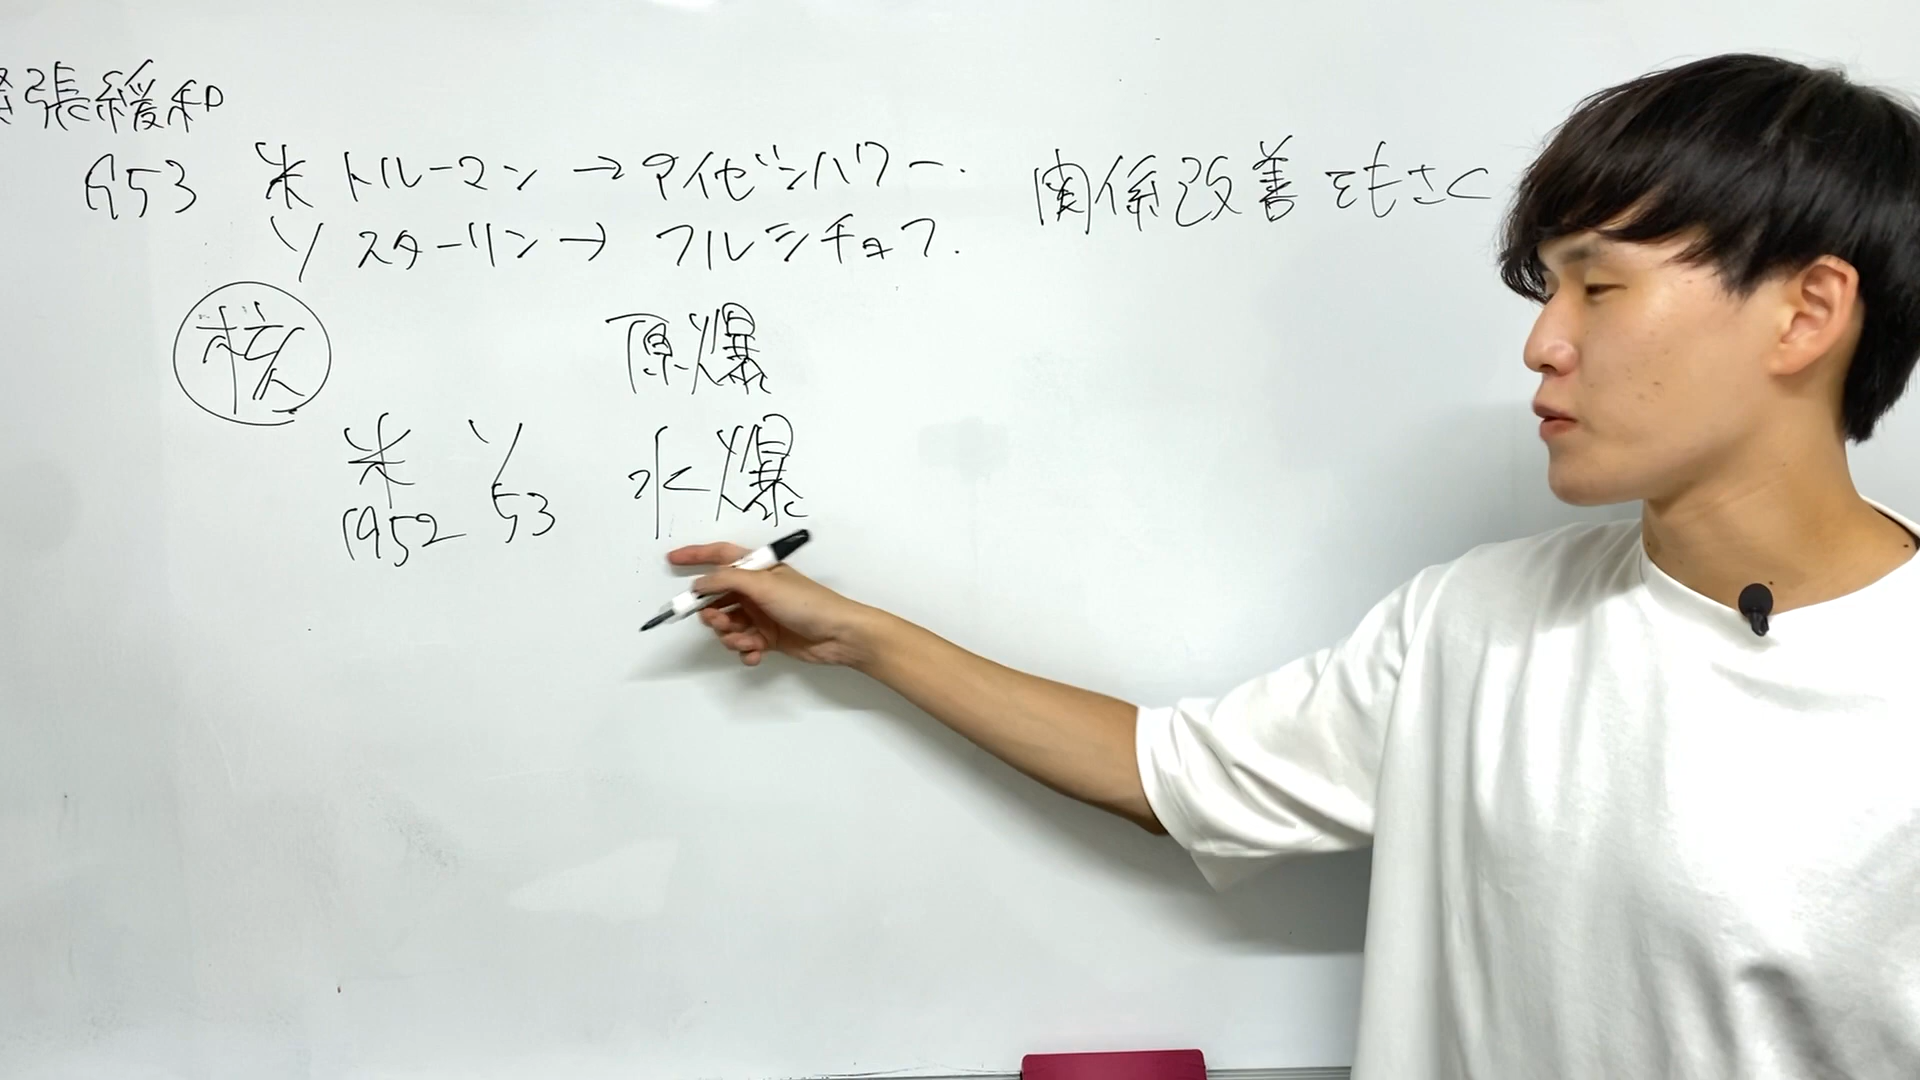 緊張緩和
1953 米 トルーマン → アイゼンハワー. 関係改善をもさく
ソ スターリン → フルシチョフ.
核 原爆
米 ソ 水爆
1952 53